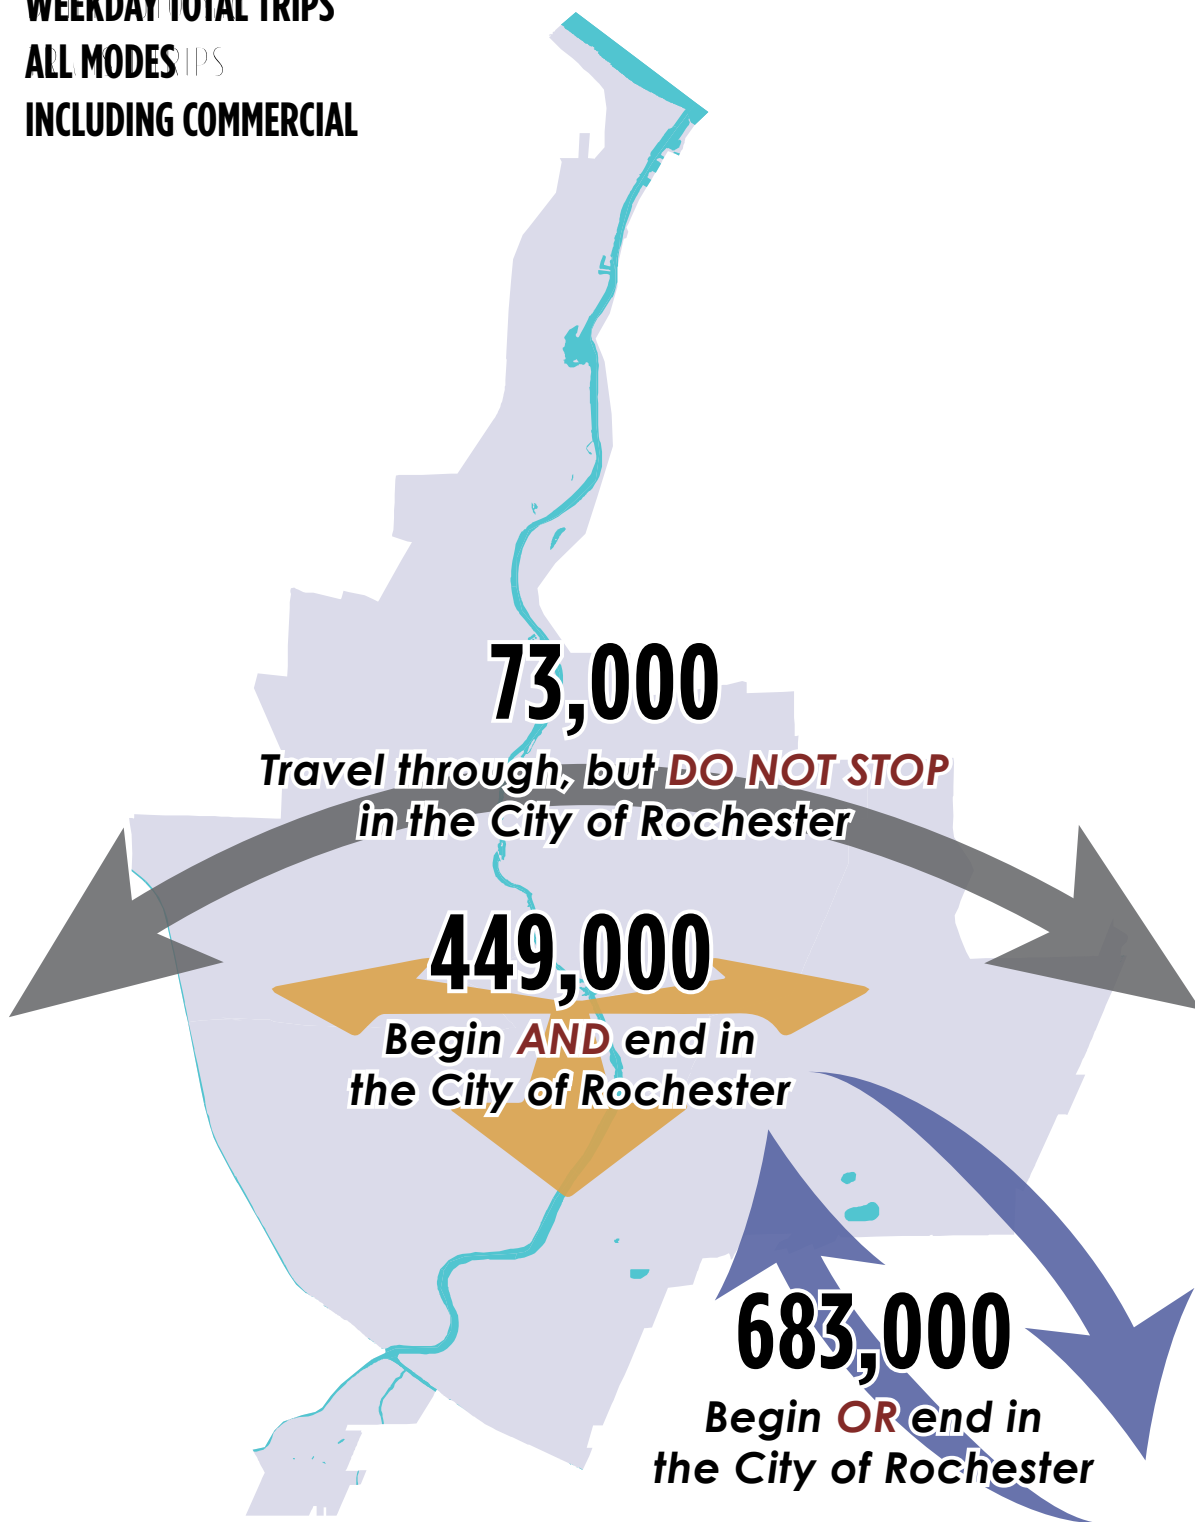 WEEKDAY TOTAL TRIPS
ALL MODES
INCLUDING COMMERCIAL
73,000
Travel through, but DO NOT STOP
in the City of Rochester
449,000
Begin AND end in
the City of Rochester
683,000
Begin OR end in
the City of Rochester